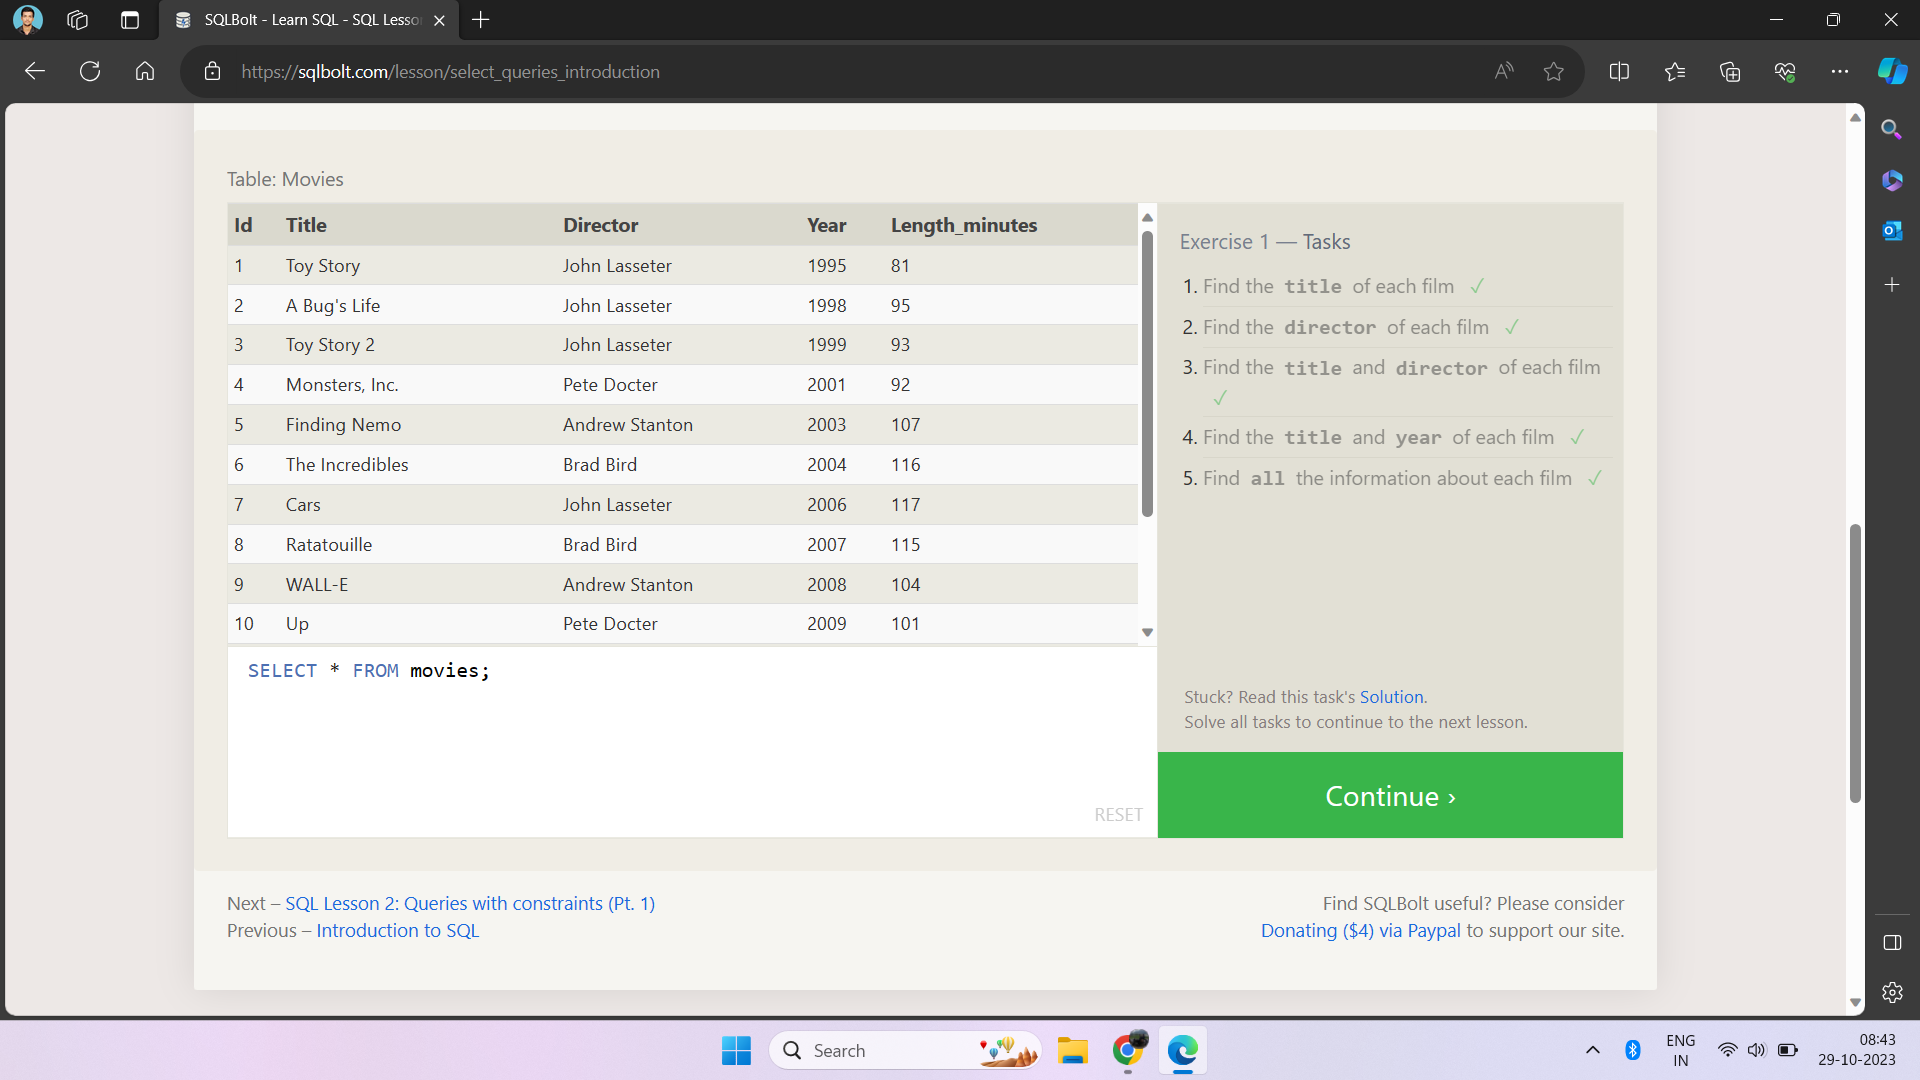 SQLBolt - Learn SQL - SQL Lesso
https://sqlbolt.com/lesson/select_queries_introduction
Table: Movies
Id Title Director Year Length_minutes
1 Toy Story John Lasseter 1995 81
2 A Bug's Life John Lasseter 1998 95
3 Toy Story 2 John Lasseter 1999 93
4 Monsters, Inc. Pete Docter 2001 92
5 Finding Nemo Andrew Stanton 2003 107
6 The Incredibles Brad Bird 2004 116
7 Cars John Lasseter 2006 117
8 Ratatouille Brad Bird 2007 115
9 WALL-E Andrew Stanton 2008 104
10 Up Pete Docter 2009 101
SELECT * FROM movies;
RESET
Exercise 1 — Tasks
1. Find the title of each film ✓
2. Find the director of each film ✓
3. Find the title and director of each film
✓
4. Find the title and year of each film ✓
5. Find all the information about each film ✓
Stuck? Read this task's Solution.
Solve all tasks to continue to the next lesson.
Continue ›
Next – SQL Lesson 2: Queries with constraints (Pt. 1)
Previous – Introduction to SQL
Find SQLBolt useful? Please consider
Donating ($4) via Paypal to support our site.
Search
ENG
IN
08:43
29-10-2023